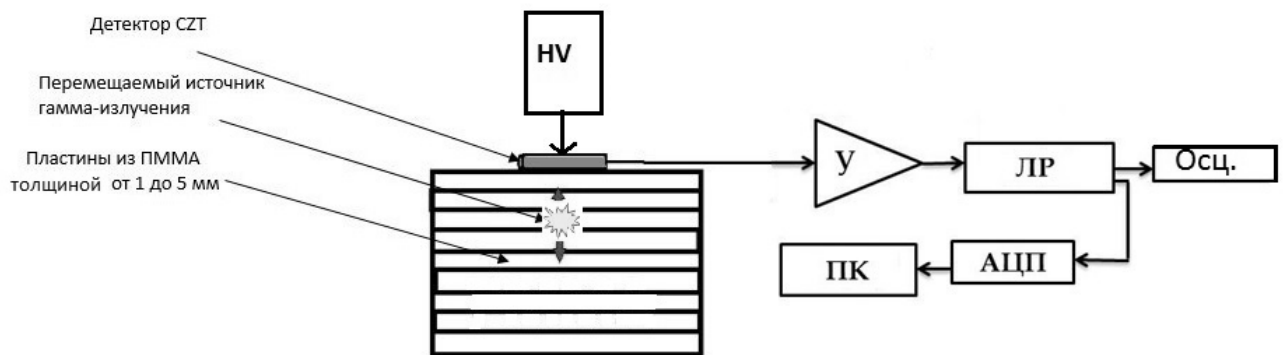 Детектор CZT
HV
Перемещаемый источник
гамма-излучения
Пластины из ПММА
толщиной от 1 до 5 мм
У
ЛР
Осц.
ПК
АЦП